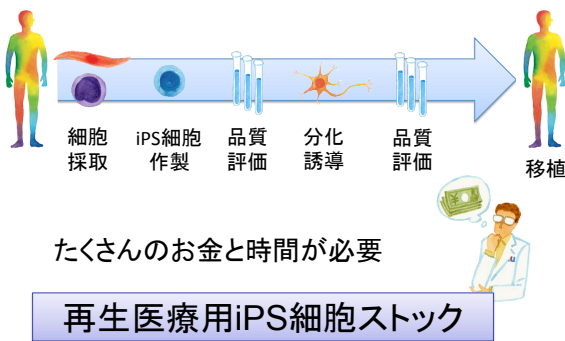 細胞
採取
iPS細胞
作製
品質
評価
分化
誘導
品質
評価
移植
たくさんのお金と時間が必要
再生医療用iPS細胞ストック